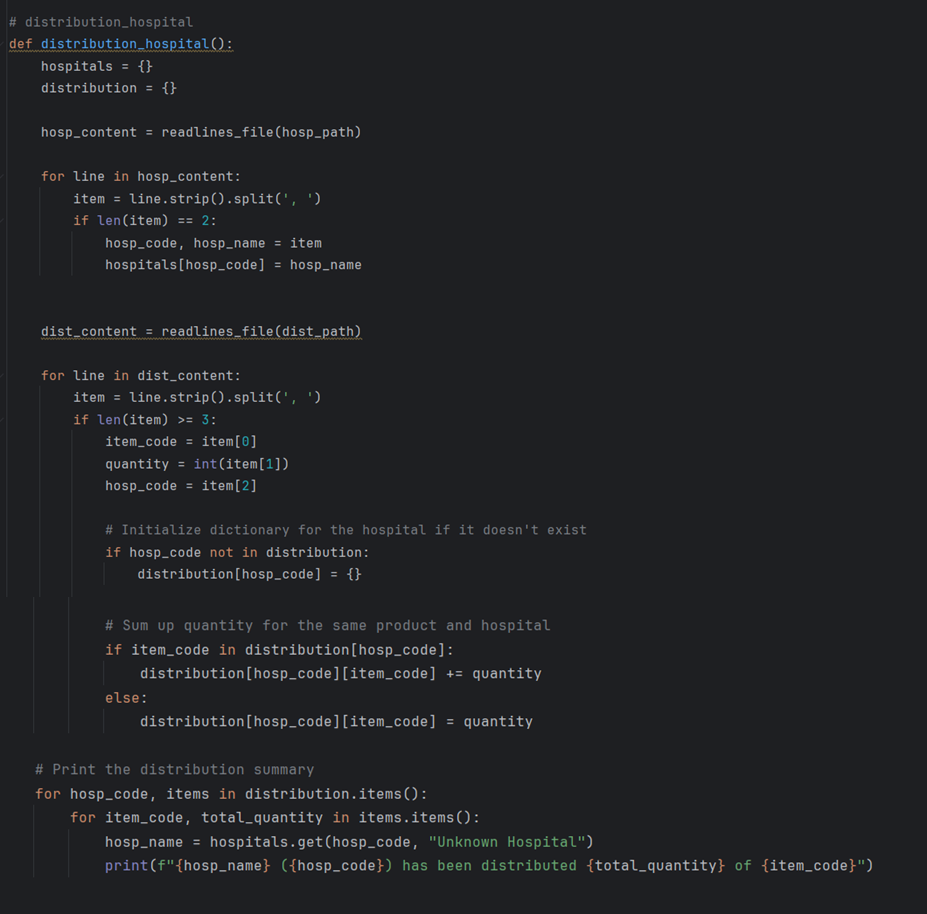 # distribution_hospital
def distribution_hospital():
    hospitals = {}
    distribution = {}

    hosp_content = readlines_file(hosp_path)

    for line in hosp_content:
        item = line.strip().split(', ')
        if len(item) == 2:
            hosp_code, hosp_name = item
            hospitals[hosp_code] = hosp_name


    dist_content = readlines_file(dist_path)

    for line in dist_content:
        item = line.strip().split(', ')
        if len(item) >= 3:
            item_code = item[0]
            quantity = int(item[1])
            hosp_code = item[2]

            # Initialize dictionary for the hospital if it doesn't exist
            if hosp_code not in distribution:
                distribution[hosp_code] = {}

            # Sum up quantity for the same product and hospital
            if item_code in distribution[hosp_code]:
                distribution[hosp_code][item_code] += quantity
            else:
                distribution[hosp_code][item_code] = quantity

    # Print the distribution summary
    for hosp_code, items in distribution.items():
        for item_code, total_quantity in items.items():
            hosp_name = hospitals.get(hosp_code, "Unknown Hospital")
            print(f"{hosp_name} ({hosp_code}) has been distributed {total_quantity} of {item_code}")